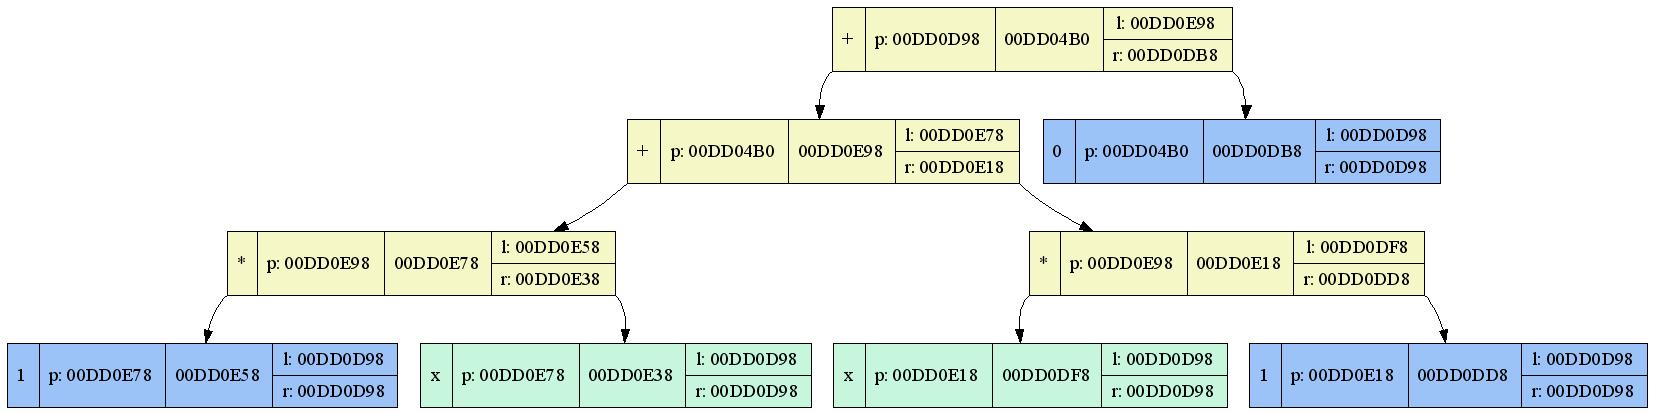 + p: 00DD0D98 00DD04B0 l: 00DD0E98
r: 00DD0DB8
+ p: 00DD04B0 00DD0E98 l: 00DD0E78
r: 00DD0E18
0 p: 00DD04B0 00DD0DB8 l: 00DD0D98
r: 00DD0D98
* p: 00DD0E98 00DD0E78 l: 00DD0E58
r: 00DD0E38
* p: 00DD0E98 00DD0E18 l: 00DD0DF8
r: 00DD0DD8
1 p: 00DD0E78 00DD0E58 l: 00DD0D98
r: 00DD0D98
x p: 00DD0E78 00DD0E38 l: 00DD0D98
r: 00DD0D98
x p: 00DD0E18 00DD0DF8 l: 00DD0D98
r: 00DD0D98
1 p: 00DD0E18 00DD0DD8 l: 00DD0D98
r: 00DD0D98